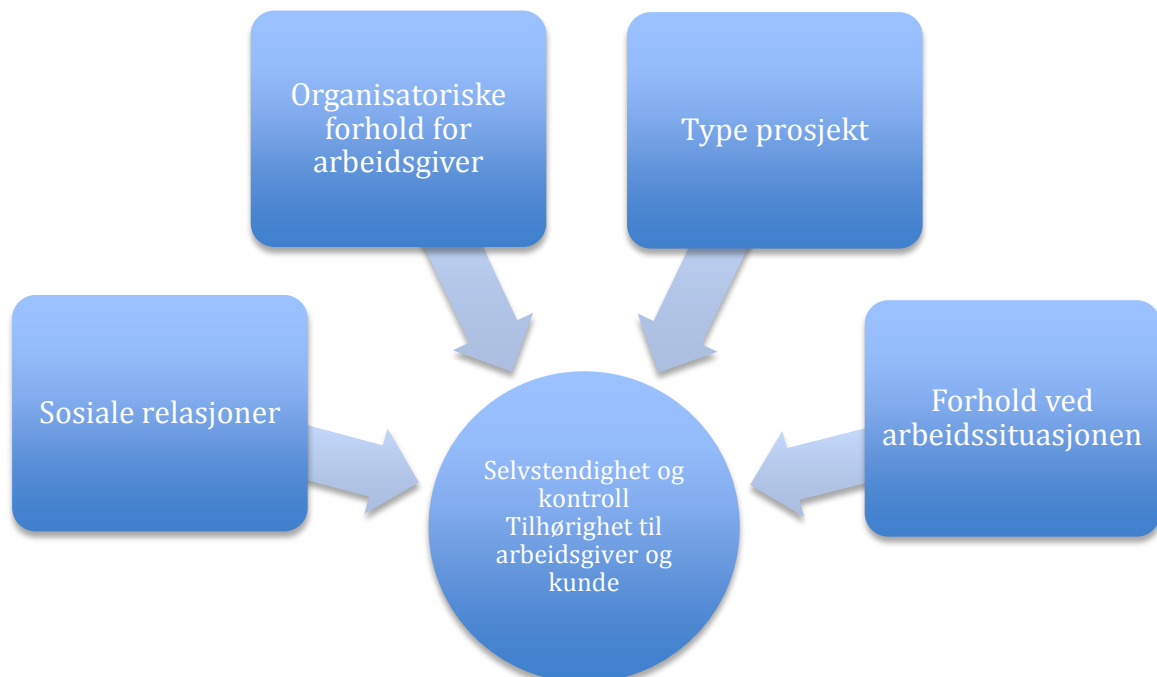 Organisatoriske
forhold for
arbeidsgiver
Type prosjekt
Sosiale relasjoner
Forhold ved
arbeidssituasjonen
Selvstendighet og
kontroll
Tilhørighet til
arbeidsgiver og
kunde